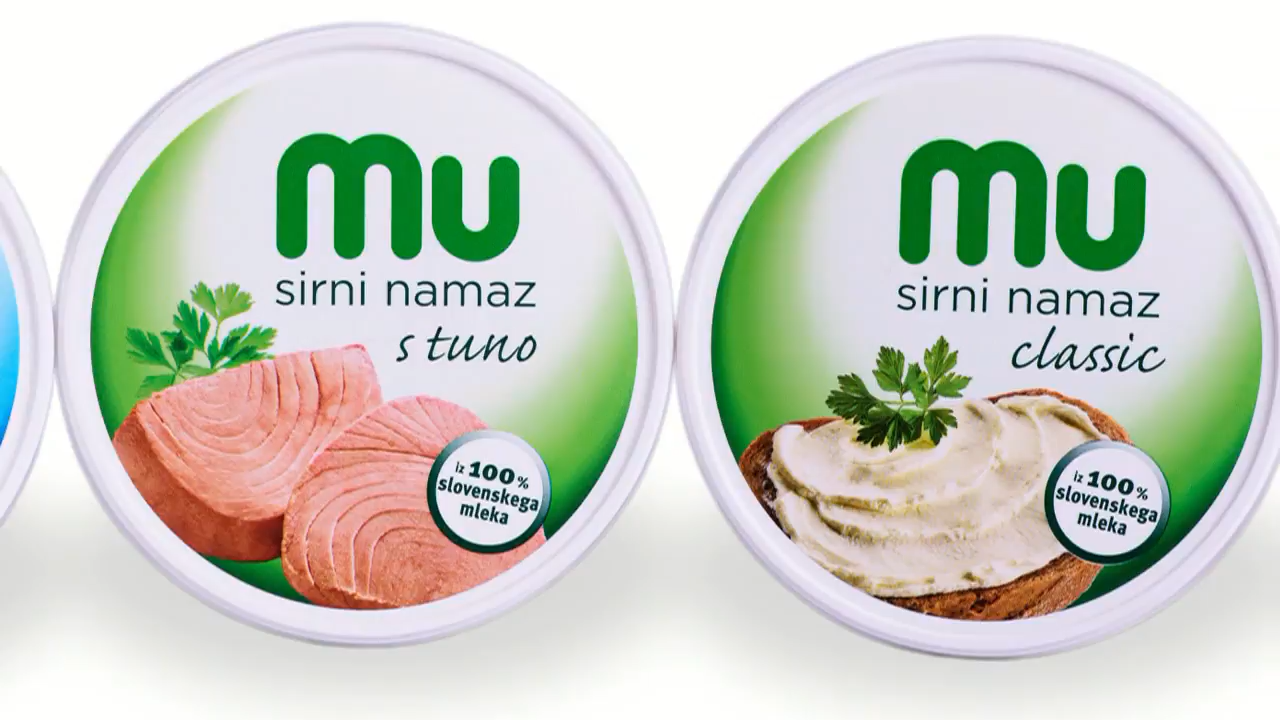 mu
sirni namaz
s tuno
iz 100%
slovenskega
mleka
mu
sirni namaz
classic
iz 100%
slovenskega
mleka